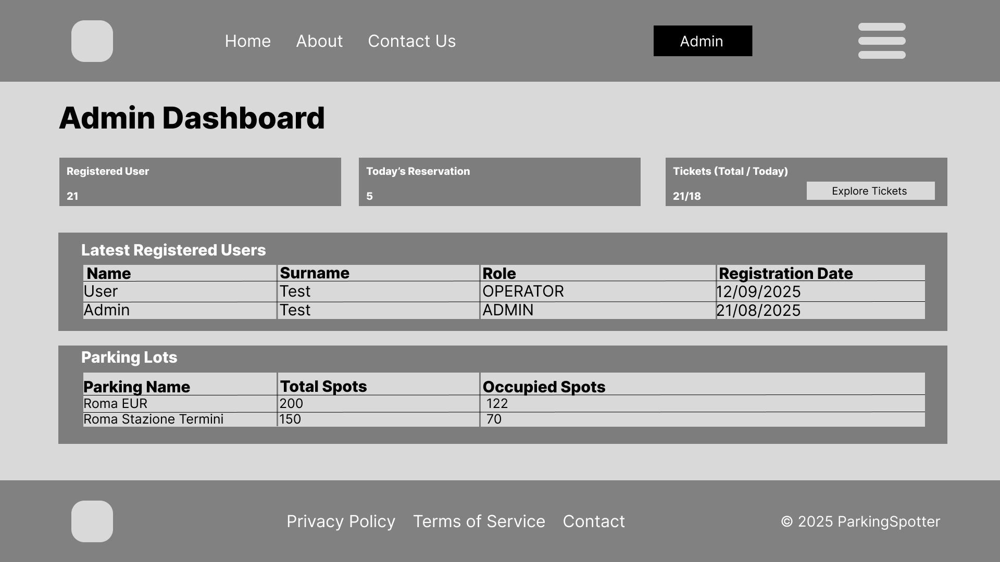 Home About Contact Us Admin
Admin Dashboard
Registered User Today’s Reservation Tickets (Total / Today)
21 5 21/18 Explore Tickets
Latest Registered Users
Name Surname Role Registration Date
User Test OPERATOR 12/09/2025
Admin Test ADMIN 21/08/2025
Parking Lots
Parking Name Total Spots Occupied Spots
Roma EUR 200 122
Roma Stazione Termini 150 70
Privacy Policy Terms of Service Contact © 2025 ParkingSpotter